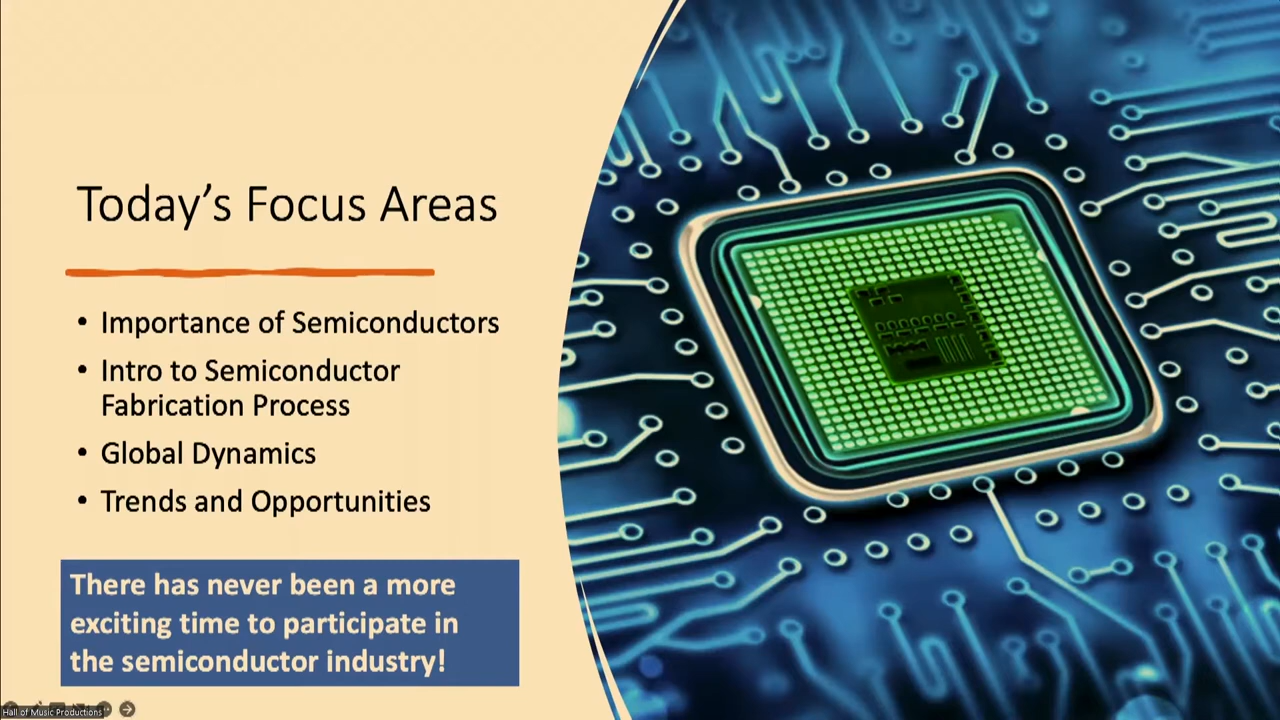 Today’s Focus Areas
• Importance of Semiconductors
• Intro to Semiconductor
Fabrication Process
• Global Dynamics
• Trends and Opportunities
There has never been a more
exciting time to participate in
the semiconductor industry!
Hall of Music Productions